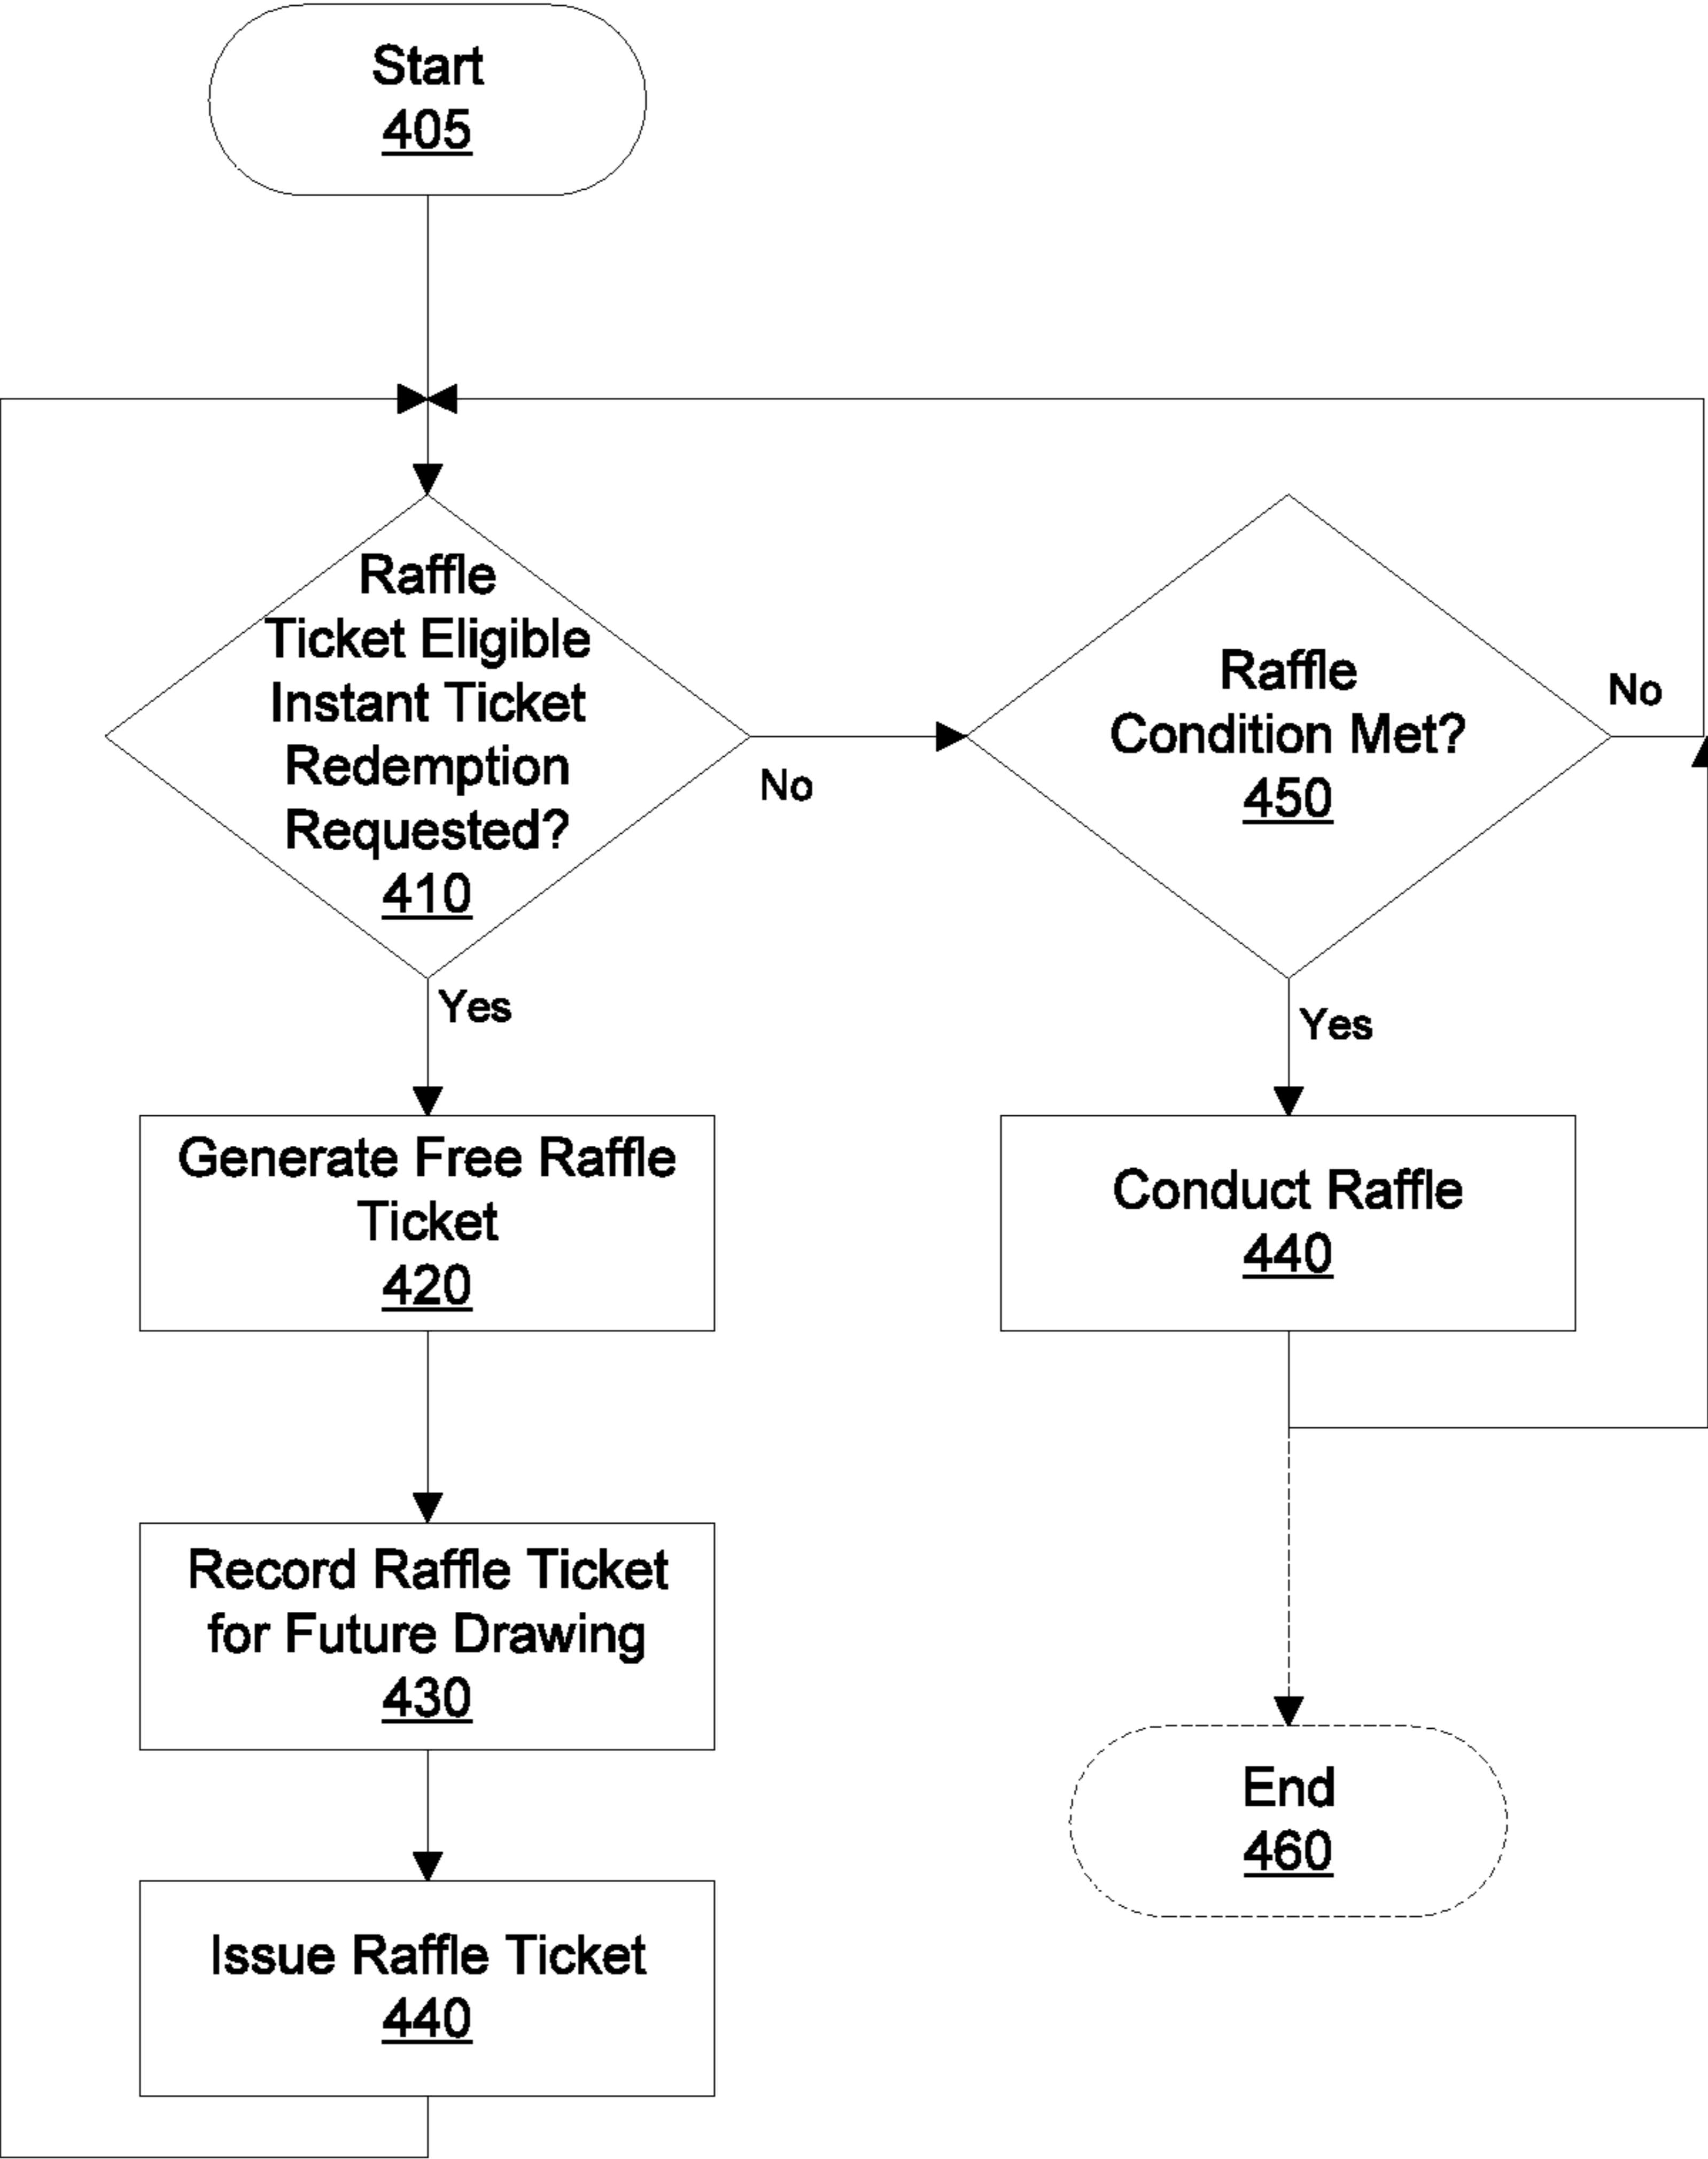 Start
405
Raffle
Ticket Eligible
Instant Ticket
Redemption
Requested?
410
No
Yes
Raffle
Condition Met?
450
No
Yes
Generate Free Raffle
Ticket
420
Conduct Raffle
440
Record Raffle Ticket
for Future Drawing
430
End
460
Issue Raffle Ticket
440